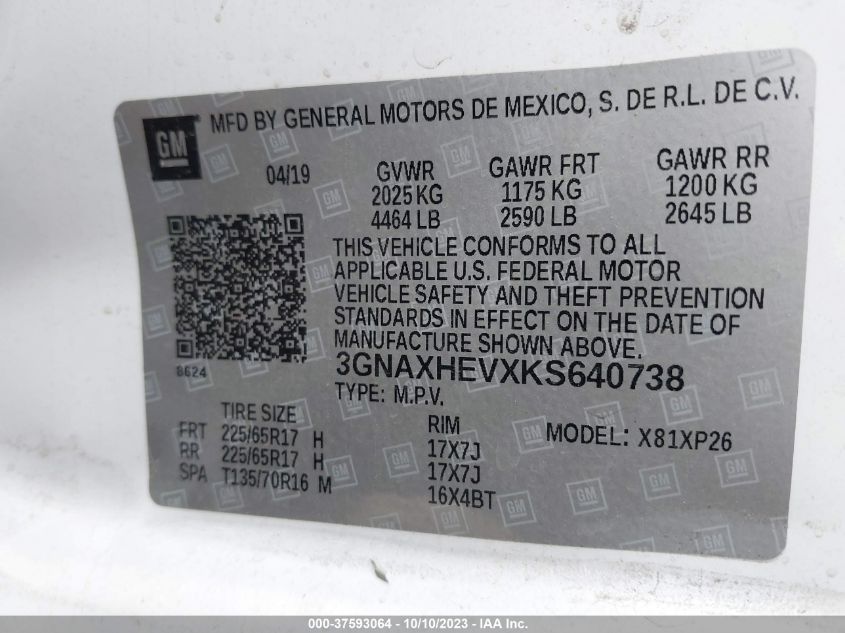 GM MFD BY GENERAL MOTORS DE MEXICO, S. DE R.L. DE C.V.
04/19 GVWR GAWR FRT GAWR RR
2025 KG 1175 KG 1200 KG
4464 LB 2590 LB 2645 LB
THIS VEHICLE CONFORMS TO ALL
APPLICABLE U.S. FEDERAL MOTOR
VEHICLE SAFETY AND THEFT PREVENTION
STANDARDS IN EFFECT ON THE DATE OF
MANUFACTURE SHOWN ABOVE.
8624 3GNAXHEVXKS640738
TYPE: M.P.V.
TIRE SIZE RIM MODEL: X81XP26
FRT 225/65R17 H 17X7J
RR 225/65R17 H 17X7J
SPA T135/70R16 M 16X4BT
000-37593064 - 10/10/2023 - IAA Inc.